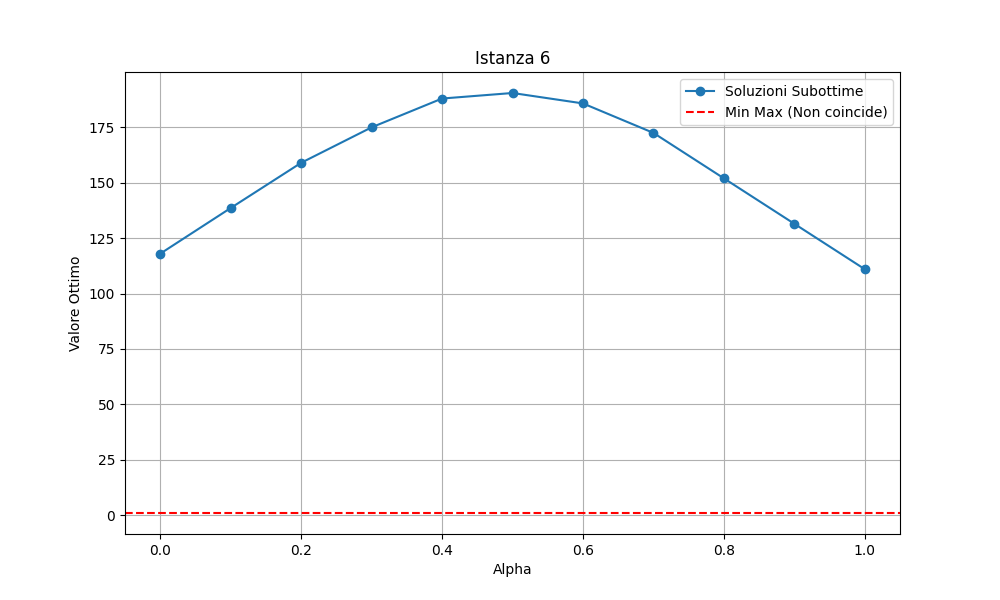 Istanza 6
Soluzioni Subottime
Min Max (Non coincide)
Valore Ottimo
175
150
125
100
75
50
25
0
0.0 0.2 0.4 0.6 0.8 1.0
Alpha